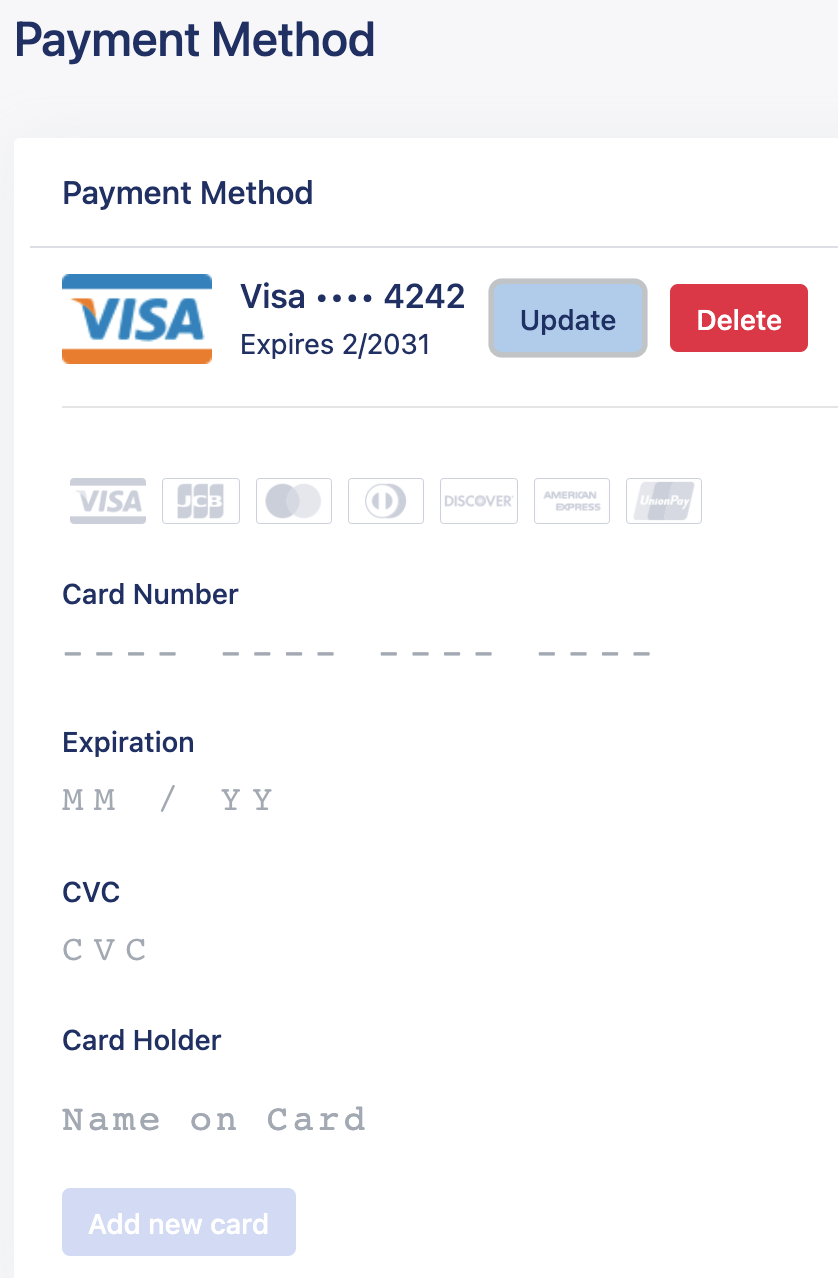 Payment Method
Payment Method
VISA Visa •••• 4242 Update Delete
Expires 2/2031
VISA JCB DISCOVER AMERICAN EXPRESS UnionPay
Card Number
---- ---- ---- ----
Expiration
MM / YY
CVC
CVC
Card Holder
Name on Card
Add new card